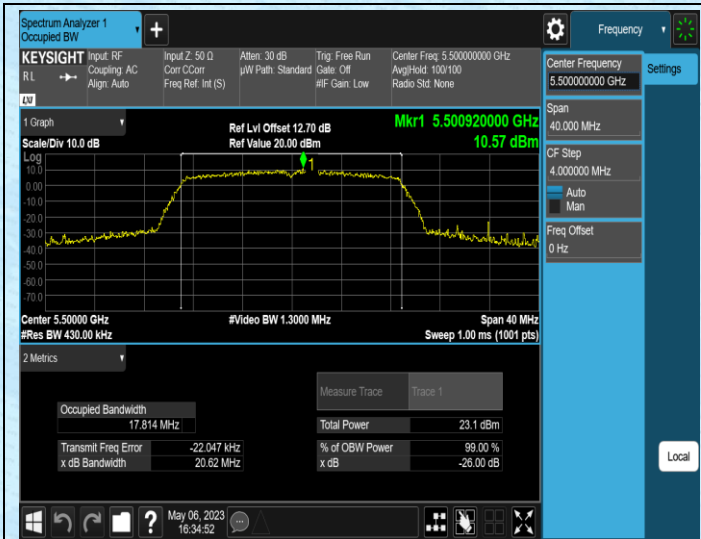 Spectrum Analyzer 1
Occupied BW
+
Frequency
KEYSIGHT
R L
LXI
Input: RF
Coupling: AC
Align: Auto
Input Z: 50 Ω
Corr CCorr
Freq Ref: Int (S)
Atten: 30 dB
µW Path: Standard
Trig: Free Run
Gate: Off
#IF Gain: Low
Center Freq: 5.500000000 GHz
Avg|Hold: 100/100
Radio Std: None
Center Frequency
5.500000000 GHz
Settings
Span
40.000 MHz
CF Step
4.000000 MHz
Auto
Man
Freq Offset
0 Hz
1 Graph
Scale/Div 10.0 dB
Ref Lvl Offset 12.70 dB
Ref Value 20.00 dBm
Mkr1 5.500920000 GHz
10.57 dBm
Log
10.0
0.00
-10.0
-20.0
-30.0
-40.0
-50.0
-60.0
-70.0
1
Center 5.50000 GHz
#Res BW 430.00 kHz
#Video BW 1.3000 MHz
Span 40 MHz
Sweep 1.00 ms (1001 pts)
2 Metrics
Measure Trace
Trace 1
Occupied Bandwidth
17.814 MHz
Total Power
23.1 dBm
Transmit Freq Error
-22.047 kHz
% of OBW Power
99.00 %
x dB Bandwidth
20.62 MHz
x dB
-26.00 dB
Local
?
May 06, 2023
16:34:52